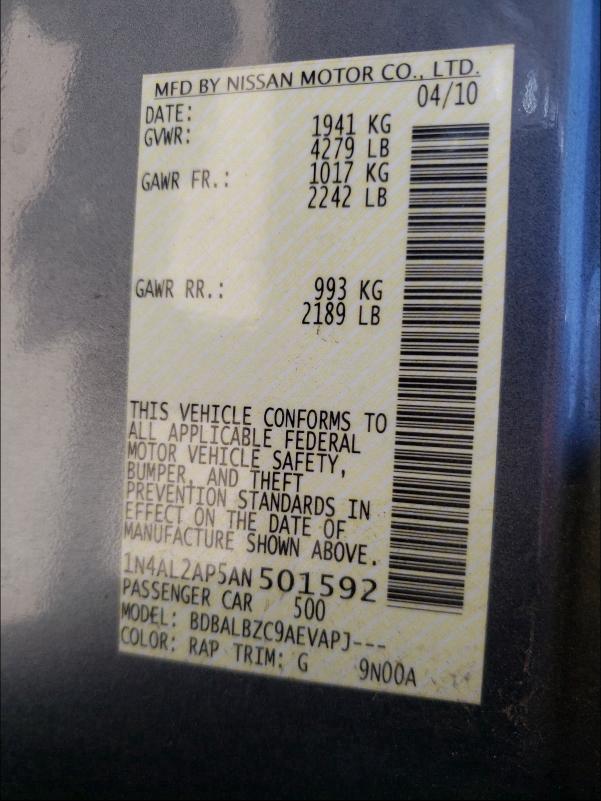 MFD BY NISSAN MOTOR CO., LTD.
DATE: 04/10
GVWR: 1941 KG
4279 LB
GAWR FR.: 1017 KG
2242 LB
GAWR RR.: 993 KG
2189 LB
THIS VEHICLE CONFORMS TO
ALL APPLICABLE FEDERAL
MOTOR VEHICLE SAFETY,
BUMPER, AND THEFT
PREVENTION STANDARDS IN
EFFECT ON THE DATE OF
MANUFACTURE SHOWN ABOVE.
1N4AL2AP5AN501592
PASSENGER CAR 500
MODEL: BDBALBZC9AEVAPJ---
COLOR: RAP TRIM: G 9N00A